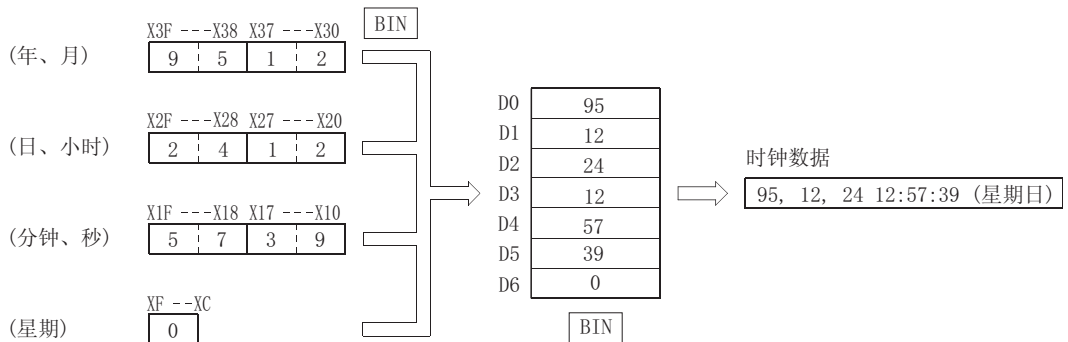 X3F ---X38 X37 ---X30
BIN
(年、月)
9 5 1 2
X2F ---X28 X27 ---X20
(日、小时)
2 4 1 2
X1F ---X18 X17 ---X10
(分钟、秒)
5 7 3 9
XF --XC
(星期)
0
D0 95
D1 12
D2 24
D3 12
D4 57
D5 39
D6 0
BIN
时钟数据
95, 12, 24 12:57:39 (星期日)